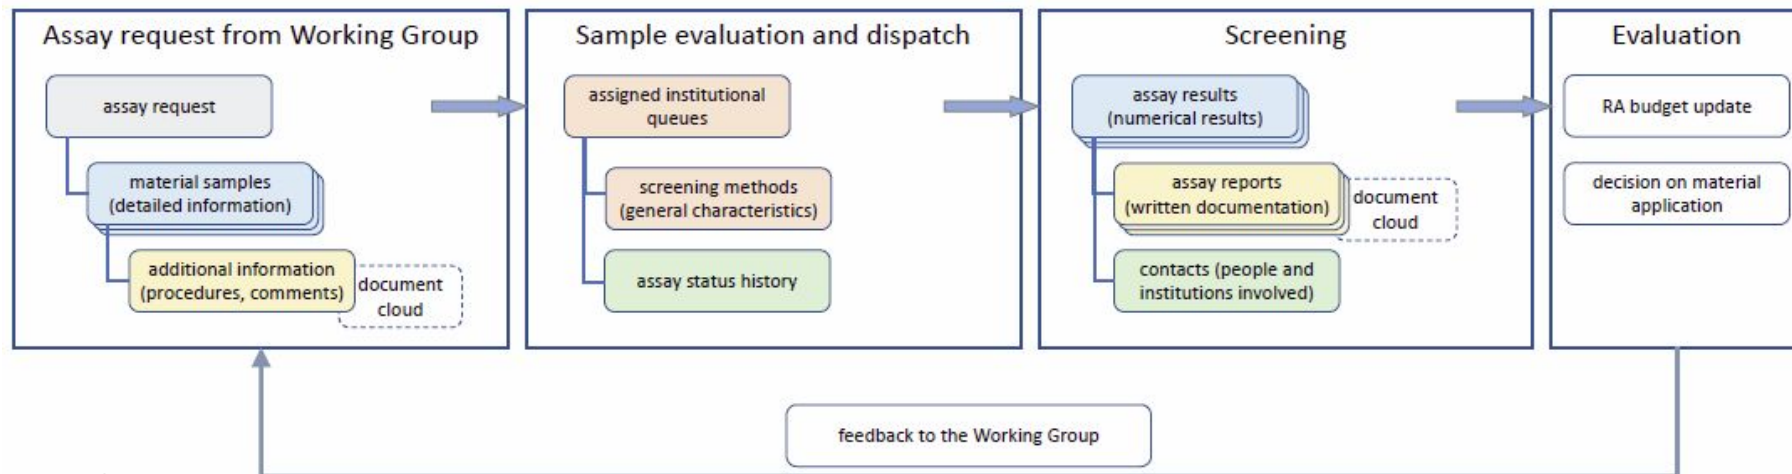 Assay request from Working Group
assay request
material samples
(detailed information)
additional information
(procedures, comments)
document
cloud
Sample evaluation and dispatch
assigned institutional
queues
screening methods
(general characteristics)
assay status history
Screening
assay results
(numerical results)
assay reports
(written documentation)
document
cloud
contacts (people and
institutions involved)
Evaluation
RA budget update
decision on material
application
feedback to the Working Group